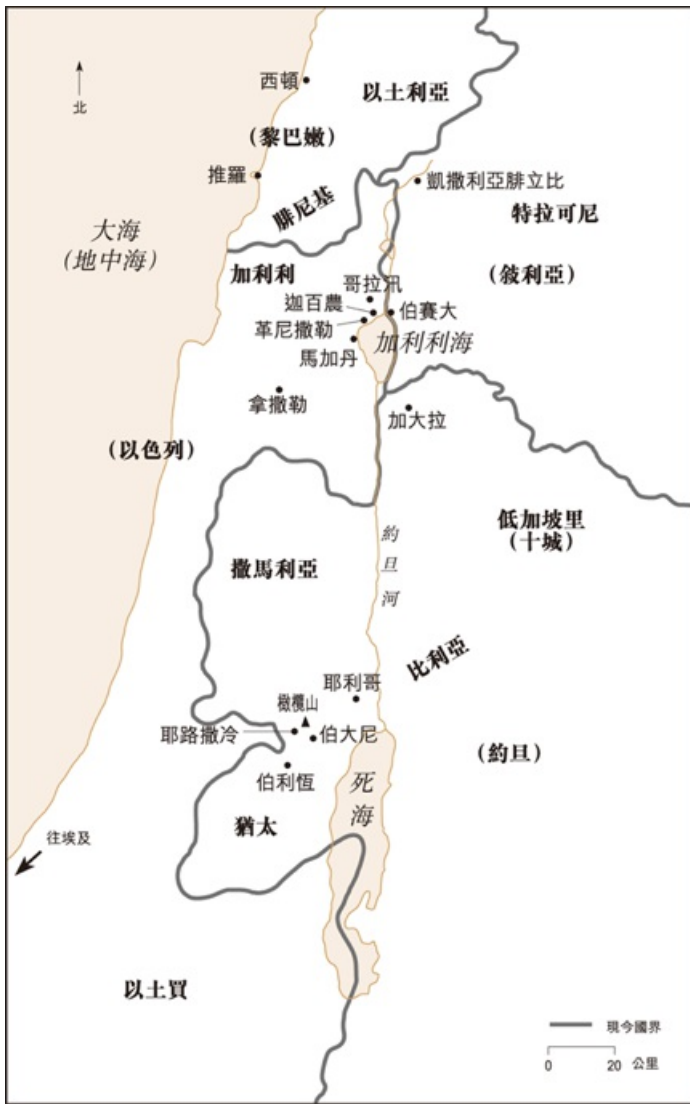 北
西頓
以土利亞
(黎巴嫩)
推羅
凱撒利亞腓立比
腓尼基
特拉可尼
大海
(地中海)
加利利
(敍利亞)
哥拉汛
迦百農
伯賽大
革尼撒勒
加利利海
馬加丹
拿撒勒
加大拉
(以色列)
低加坡里
(十城)
約旦河
撒馬利亞
比利亞
耶利哥
橄欖山
耶路撒冷
伯大尼
(約旦)
伯利恆
死海
猶太
往埃及
以土買
現今國界
0 20 公里